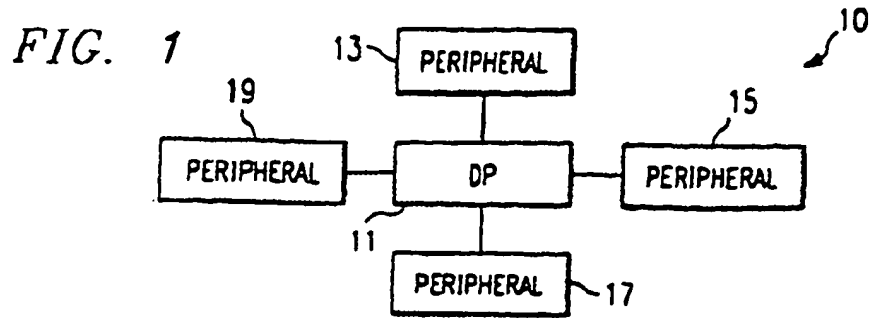 FIG. 1
10
13
PERIPHERAL
19
15
PERIPHERAL
DP
PERIPHERAL
11
PERIPHERAL
17